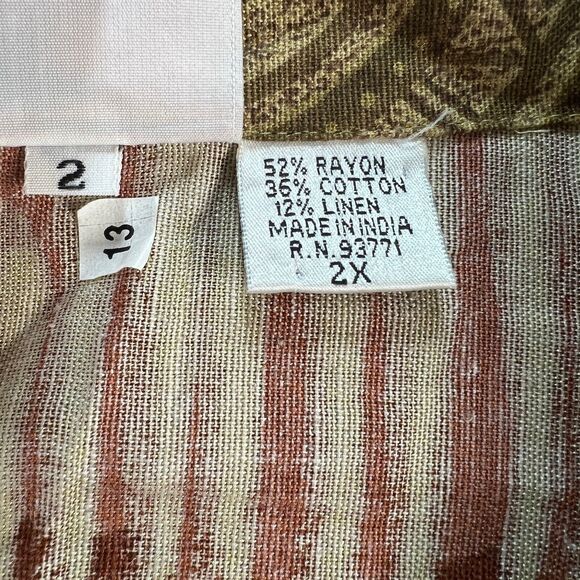 2
13
52% RAYON
36% COTTON
12% LINEN
MADE IN INDIA
R.N. 93771
2X